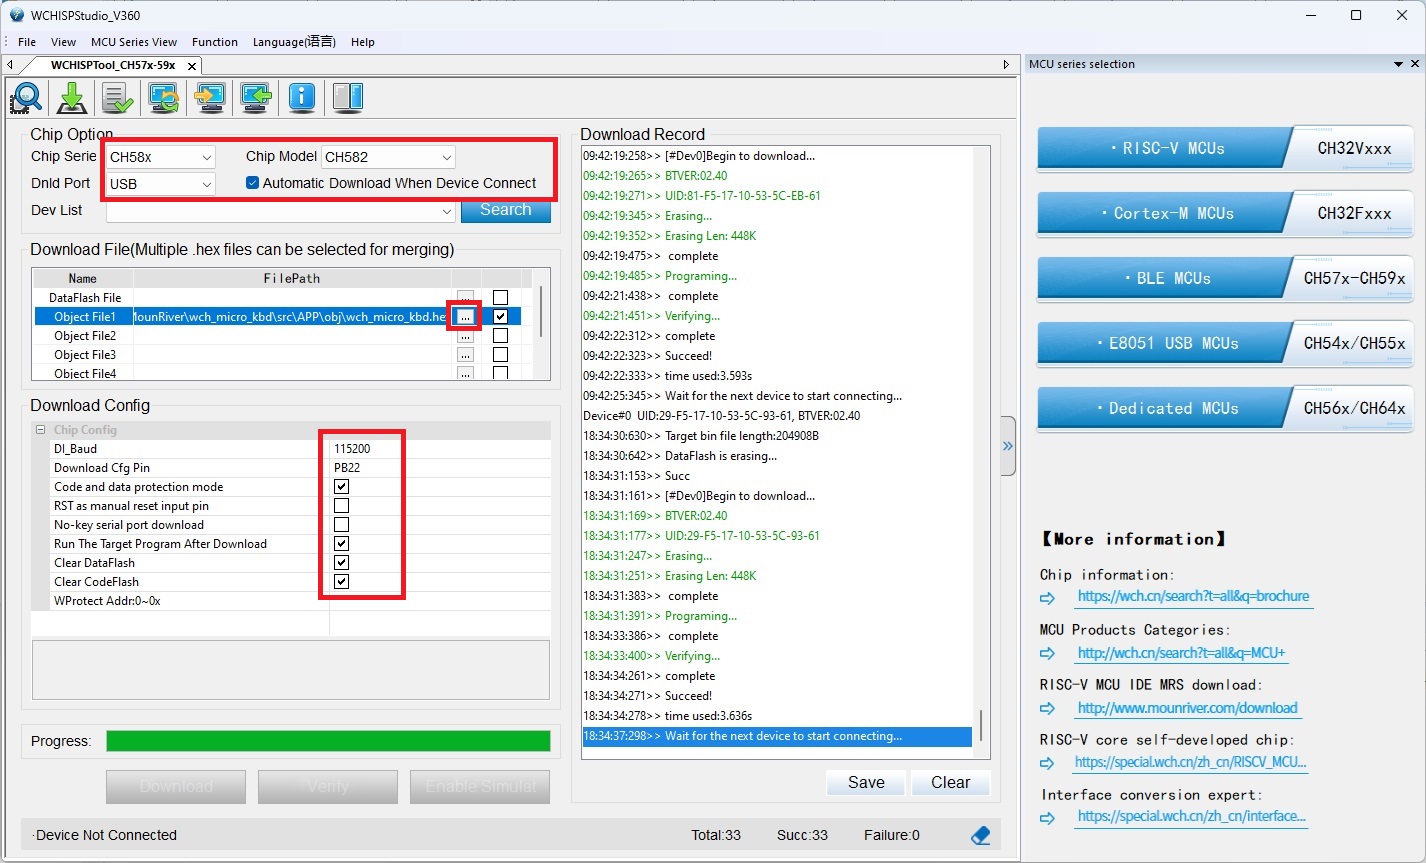 WCHISPStudio_V360
File View MCU Series View Function Language(语言) Help
WCHISPTool_CH57x-59x
MCU series selection
Chip Option
Chip Serie CH58x Chip Model CH582
Dnld Port USB Automatic Download When Device Connect
Dev List Search
Download File(Multiple .hex files can be selected for merging)
Name FilePath
DataFlash File ...
Object File1 MounRiver\wch_micro_kbd\src\APP\obj\wch_micro_kbd.he ...
Object File2 ...
Object File3 ...
Object File4 ...
Download Config
Chip Config
DI_Baud 115200
Download Cfg Pin PB22
Code and data protection mode
RST as manual reset input pin
No-key serial port download
Run The Target Program After Download
Clear DataFlash
Clear CodeFlash
WProtect Addr:0~0x
Progress:
Download Verify Enable Simulat
·Device Not Connected Total:33 Succ:33 Failure:0
Download Record
09:42:19:258>> [#Dev0]Begin to download...
09:42:19:265>> BTVER:02.40
09:42:19:271>> UID:81-F5-17-10-53-5C-EB-61
09:42:19:345>> Erasing...
09:42:19:352>> Erasing Len: 448K
09:42:19:475>> complete
09:42:19:485>> Programing...
09:42:21:438>> complete
09:42:21:451>> Verifying...
09:42:22:312>> complete
09:42:22:323>> Succeed!
09:42:22:333>> time used:3.593s
09:42:25:345>> Wait for the next device to start connecting...
Device#0 UID:29-F5-17-10-53-5C-93-61, BTVER:02.40
18:34:30:630>> Target bin file length:204908B
18:34:30:642>> DataFlash is erasing...
18:34:31:153>> Succ
18:34:31:161>> [#Dev0]Begin to download...
18:34:31:169>> BTVER:02.40
18:34:31:177>> UID:29-F5-17-10-53-5C-93-61
18:34:31:247>> Erasing...
18:34:31:251>> Erasing Len: 448K
18:34:31:383>> complete
18:34:31:391>> Programing...
18:34:33:386>> complete
18:34:33:400>> Verifying...
18:34:34:261>> complete
18:34:34:271>> Succeed!
18:34:34:278>> time used:3.636s
18:34:37:298>> Wait for the next device to start connecting...
Save Clear
· RISC-V MCUs CH32Vxxx
· Cortex-M MCUs CH32Fxxx
· BLE MCUs CH57x-CH59x
· E8051 USB MCUs CH54x/CH55x
· Dedicated MCUs CH56x/CH64x
【More information】
Chip information:
https://wch.cn/search?t=all&q=brochure
MCU Products Categories:
http://wch.cn/search?t=all&q=MCU+
RISC-V MCU IDE MRS download:
http://www.mounriver.com/download
RISC-V core self-developed chip:
https://special.wch.cn/zh_cn/RISCV_MCU...
Interface conversion expert:
https://special.wch.cn/zh_cn/interface...